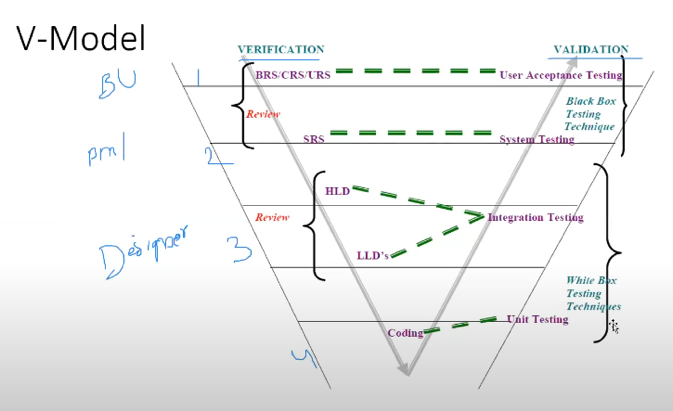 V-Model
VERIFICATION
VALIDATION
BU
1
BRS/CRS/URS
User Acceptance Testing
Review
Black Box
Testing
Technique
2
SRS
System Testing
HLD
Review
Integration Testing
Designer
3
LLD's
White Box
Testing
Techniques
Coding
Unit Testing
4